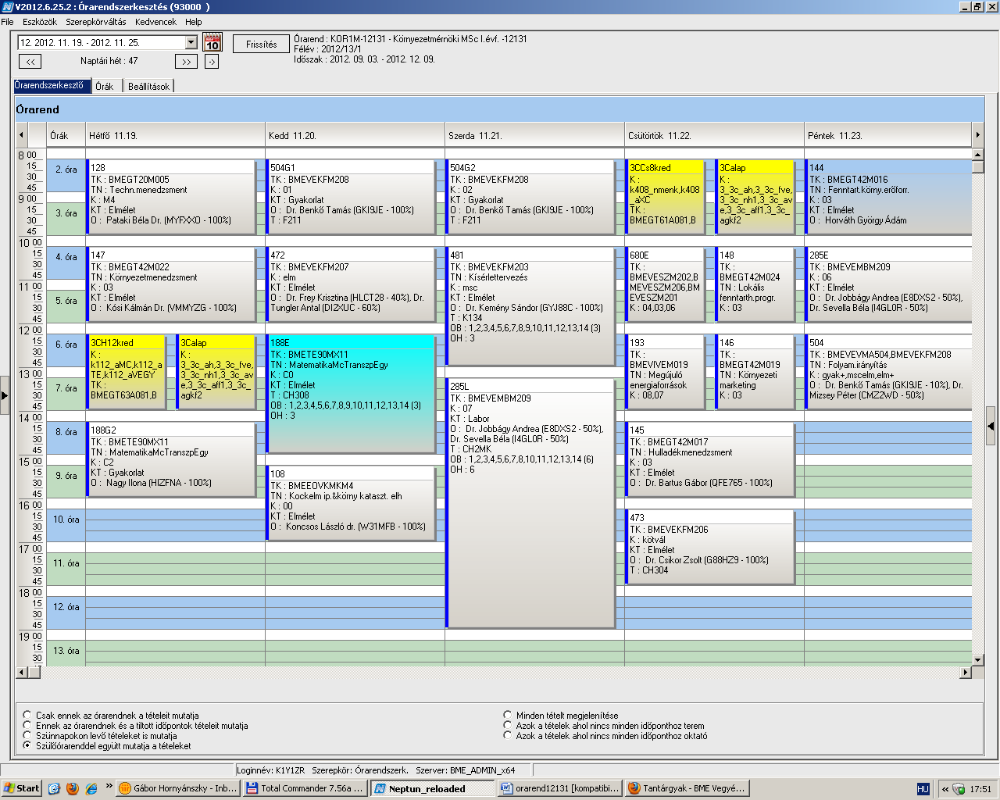 V2012.6.25.2 : Órarendszerkesztés (93000  )
File Eszközök Szerepkörváltás Kedvencek Help
12. 2012. 11. 19. - 2012. 11. 25.
10
Frissítés
Órarend : KOR1M-12131 - Környezetmérnöki MSc I.évf. -12131
Félév : 2012/13/1
Időszak : 2012. 09. 03. - 2012. 12. 09.
<< Naptári hét : 47 >> ->
Órarendszerkesztő Órák Beállítások
Órarend
Órák Hétfő 11.19. Kedd 11.20. Szerda 11.21. Csütörtök 11.22. Péntek 11.23.
8 00
15
30
45
9 00
15
30
45
10 00
15
30
45
11 00
15
30
45
12 00
15
30
45
13 00
15
30
45
14 00
15
30
45
15 00
15
30
45
16 00
15
30
45
17 00
15
30
45
18 00
15
30
45
19 00
15
30
2. óra
3. óra
4. óra
5. óra
6. óra
7. óra
8. óra
9. óra
10. óra
11. óra
12. óra
13. óra
128
TK : BMEGT20M005
TN : Techn.menedzsment
K : M4
KT : Elmélet
O : Pataki Béla Dr. (MYFXXO - 100%)
147
TK : BMEGT42M022
TN : Környezetmenedzsment
K : 03
KT : Elmélet
O : Kósi Kálmán Dr. (VMMYZG - 100%)
3CH12kred
K :
k112_aMC,k112_a
TE,k112_aVEGY
TK :
BMEGT63A081,B
3Calap
K :
3_3c_ah,3_3c_fve,
3_3c_nh1,3_3c_av
e,3_3c_aff1,3_3c_
agkf2
188G2
TK : BMETE90MX11
TN : MatematikaMcTranszpEgy
K : C2
KT : Gyakorlat
O : Nagy Ilona (HIZFNA - 100%)
504G1
TK : BMEVEKFM208
K : 01
KT : Gyakorlat
O : Dr. Benkő Tamás (GKI9JE - 100%)
T : F211
472
TK : BMEVEKFM207
K : elm
KT : Elmélet
O : Dr. Frey Krisztina (HLCT28 - 40%), Dr.
Tungler Antal (DIZXUC - 60%)
188E
TK : BMETE90MX11
TN : MatematikaMcTranszpEgy
K : C0
KT : Elmélet
T : CH308
OB : 1,2,3,4,5,6,7,8,9,10,11,12,13,14 (3)
OH : 3
108
TK : BMEEOVKMKM4
TN : Kockelm ip.&körny kataszt. elh
K : 00
KT : Elmélet
O : Koncsos László dr. (W31MFB - 100%)
504G2
TK : BMEVEKFM208
K : 02
KT : Gyakorlat
O : Dr. Benkő Tamás (GKI9JE - 100%)
T : F211
481
TK : BMEVEKFM203
TN : Kísérlettervezés
K : msc
KT : Elmélet
O : Dr. Kemény Sándor (GYJ88C - 100%)
T : K134
OB : 1,2,3,4,5,6,7,8,9,10,11,12,13,14 (3)
OH : 3
285L
TK : BMEVEMBM209
K : 07
KT : Labor
O : Dr. Jobbágy Andrea (E8DXS2 - 50%),
Dr. Sevella Béla (I4GL0R - 50%)
T : CH2MK
OB : 1,2,3,4,5,6,7,8,9,10,11,12,13,14 (6)
OH : 6
3CCs8kred
K :
k408_nmenk,k408
_aXC
TK :
BMEGT61A081,B
3Calap
K :
3_3c_ah,3_3c_fve,
3_3c_nh1,3_3c_av
e,3_3c_aff1,3_3c_
agkf2
680E
TK :
BMEVESZM202,B
MEVESZM206,BM
EVESZM201
K : 04,03,06
148
TK :
BMEGT42M024
TN : Lokális
fenntarth.progr.
K : 03
193
TK :
BMEVIVEM019
TN : Megújuló
energiaforrások
K : 08,07
146
TK :
BMEGT42M019
TN : Környezeti
marketing
K : 03
145
TK : BMEGT42M017
TN : Hulladékmenedzsment
K : 03
KT : Elmélet
O : Dr. Bartus Gábor (QFE765 - 100%)
473
TK : BMEVEKFM206
K : kötvál
KT : Elmélet
O : Dr. Csikor Zsolt (G88HZ9 - 100%)
T : CH304
144
TK : BMEGT42M016
TN : Fenntart.körny.erőforr.
K : 03
KT : Elmélet
O : Horváth György Ádám
285E
TK : BMEVEMBM209
K : 06
KT : Elmélet
O : Dr. Jobbágy Andrea (E8DXS2 - 50%),
Dr. Sevella Béla (I4GL0R - 50%)
504
TK : BMEVEVMA504,BMEVEKFM208
TN : Folyam.irányítás
K : gyak+,mscelm,elm+
O : Dr. Benkő Tamás (GKI9JE - 10%), Dr.
Mizsey Péter (CMZ2WD - 50%)
Csak ennek az órarendnek a tételeit mutatja
Ennek az órarendnek és a tiltott időpontok tételeit mutatja
Szünnapokon levő tételeket is mutatja
Szülőórarenddel együtt mutatja a tételeket
Minden tételt megjelenítése
Azok a tételek ahol nincs minden időponthoz terem
Azok a tételek ahol nincs minden időponthoz oktató
Loginnév: K1Y1ZR Szerepkör: Órarendszerk. Szerver: BME_ADMIN_x64
Start » Gábor Hornyánszky - Inb... Total Commander 7.56a ... Neptun_reloaded orarend12131 [kompatibi... Tantárgyak - BME Vegyé... HU « 17:51